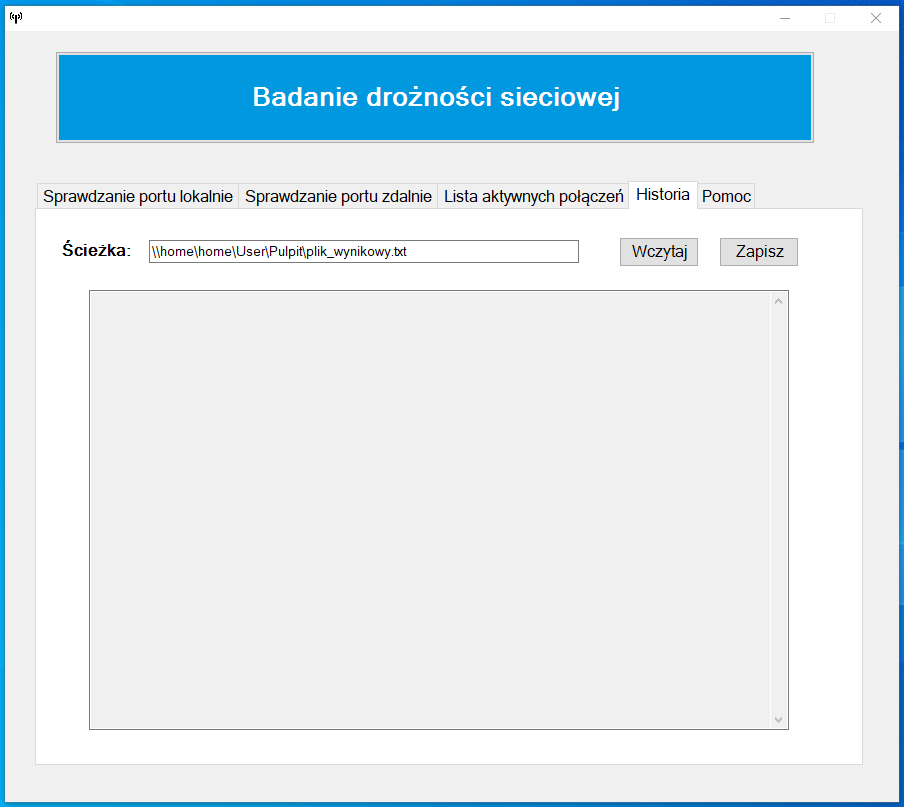 Badanie drożności sieciowej
Sprawdzanie portu lokalnie Sprawdzanie portu zdalnie Lista aktywnych połączeń Historia Pomoc
Ścieżka: \\home\home\User\Pulpit\plik_wynikowy.txt Wczytaj Zapisz